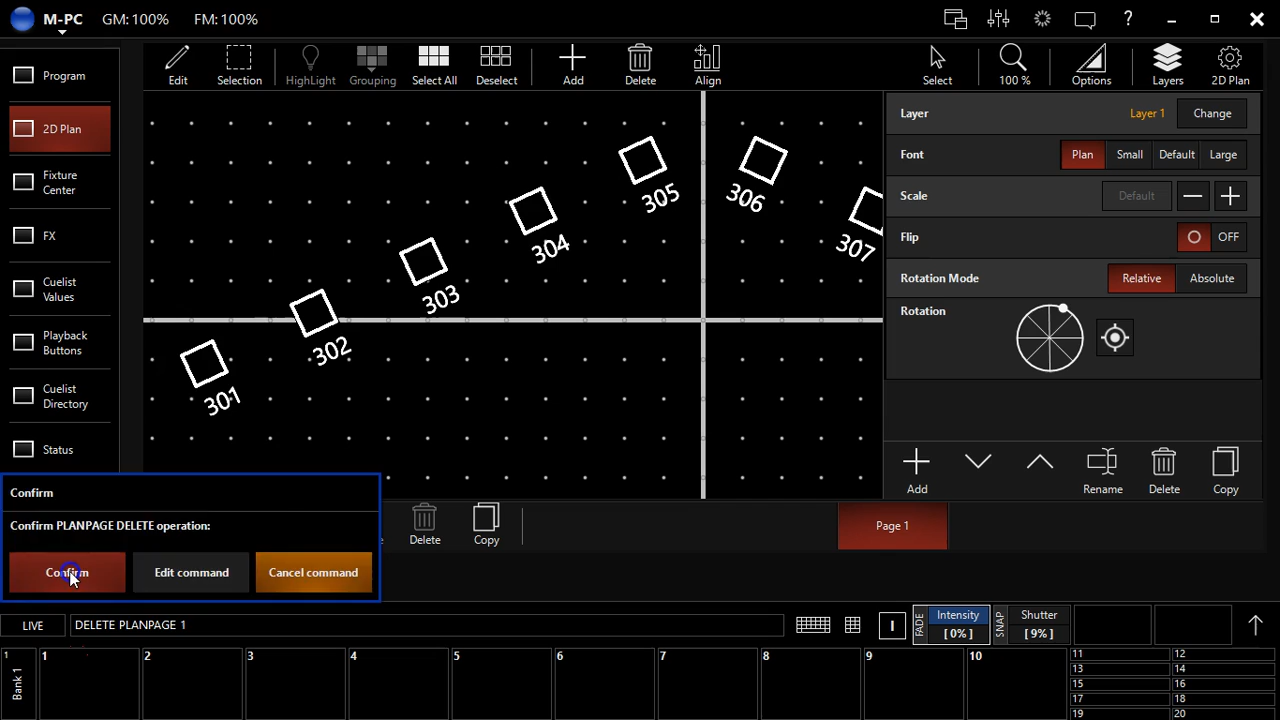 M-PC GM: 100% FM: 100% ?
Edit Selection HighLight Grouping Select All Deselect Add Delete Align Select 100 % Options Layers 2D Plan
Program
2D Plan
Fixture
Center
FX
Cuelist
Values
Playback
Buttons
Cuelist
Directory
Status
301
302
303
304
305
306
307
Layer Layer 1 Change
Font Plan Small Default Large
Scale Default
Flip OFF
Rotation Mode Relative Absolute
Rotation
Add Rename Delete Copy
Delete Copy Page 1
Confirm
Confirm PLANPAGE DELETE operation:
Confirm Edit command Cancel command
LIVE DELETE PLANPAGE 1 I FADE Intensity [0%] SNAP Shutter [9%]
1 Bank 1 1 2 3 4 5 6 7 8 9 10
11 12
13 14
15 16
17 18
19 20